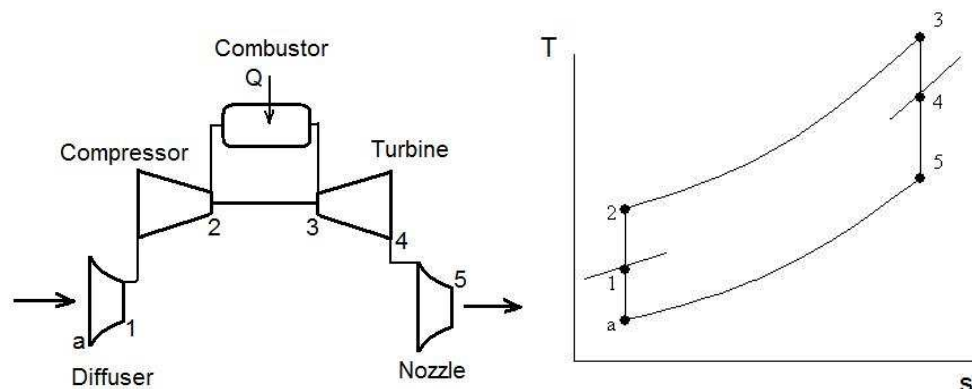 Combustor
Q
Compressor
Turbine
2
3
4
5
a
1
Diffuser
Nozzle
T
3
4
5
2
1
a
s